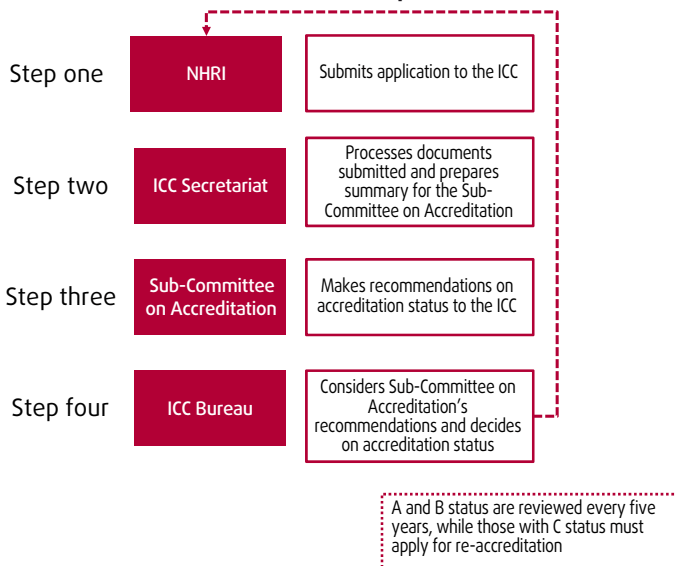 Step one
NHRI
Submits application to the ICC
Step two
ICC Secretariat
Processes documents
submitted and prepares
summary for the Sub-
Committee on Accreditation
Step three
Sub-Committee
on Accreditation
Makes recommendations on
accreditation status to the ICC
Step four
ICC Bureau
Considers Sub-Committee on
Accreditation’s
recommendations and decides
on accreditation status
A and B status are reviewed every five
years, while those with C status must
apply for re-accreditation